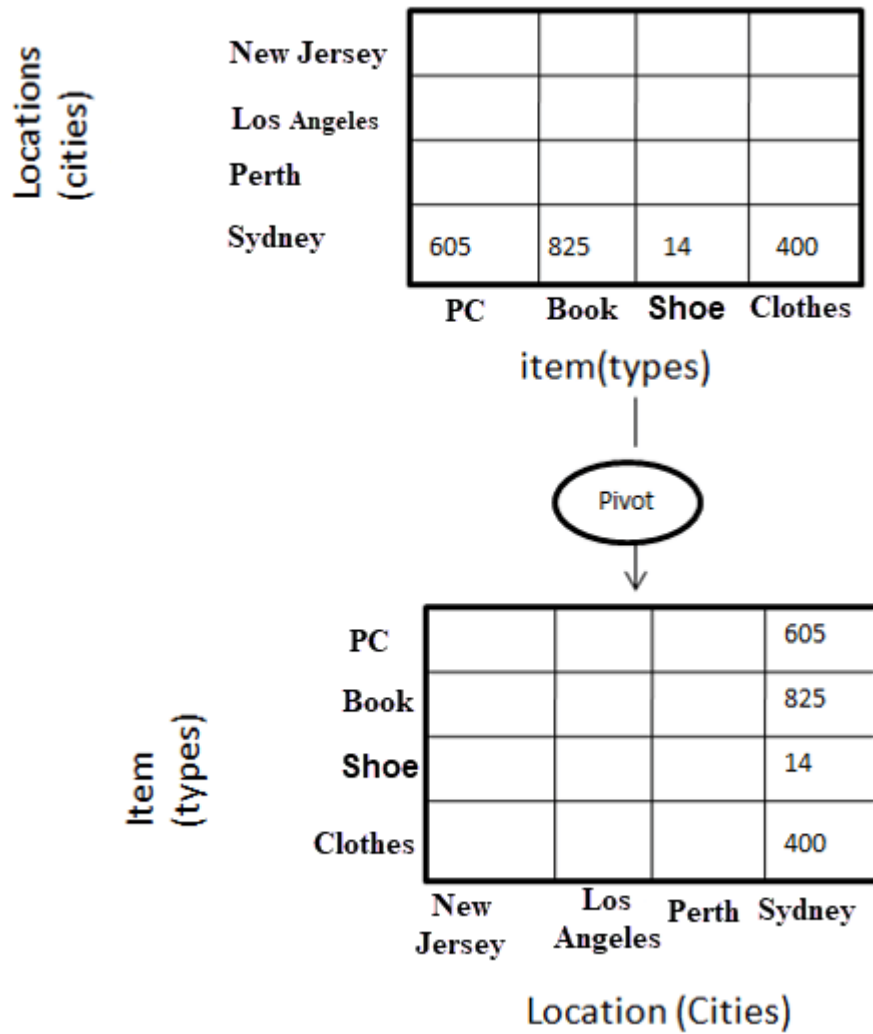 Locations
(cities)
New Jersey
Los Angeles
Perth
Sydney
605 825 14 400
PC Book Shoe Clothes
item(types)
Pivot
Item
(types)
PC 605
Book 825
Shoe 14
Clothes 400
New Los Perth Sydney
Jersey Angeles
Location (Cities)